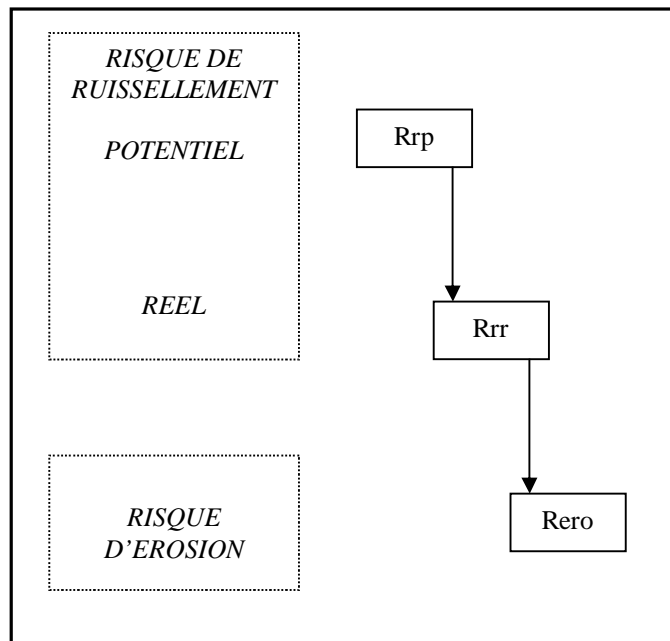 RISQUE DE
RUISSELLEMENT
POTENTIEL
Rrp
REEL
Rrr
RISQUE
D'EROSION
Rero